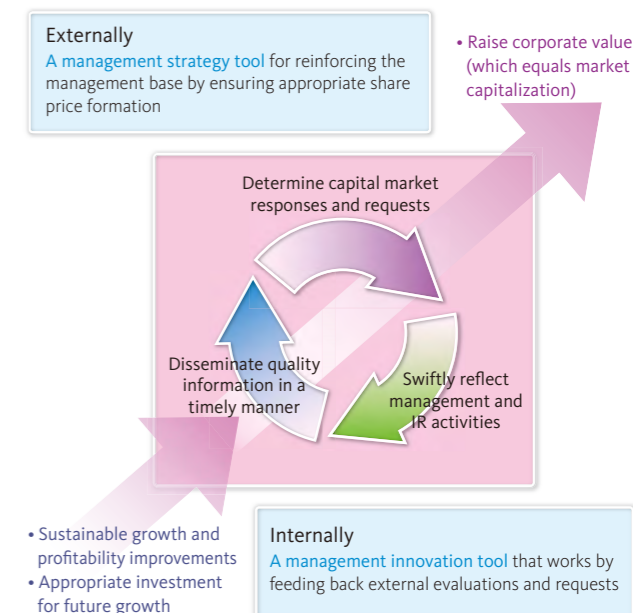 Externally
A management strategy tool for reinforcing the
management base by ensuring appropriate share
price formation
• Raise corporate value
(which equals market
capitalization)
Determine capital market
responses and requests
Disseminate quality
information in a
timely manner
Swiftly reflect
management and
IR activities
• Sustainable growth and
profitability improvements
• Appropriate investment
for future growth
Internally
A management innovation tool that works by
feeding back external evaluations and requests